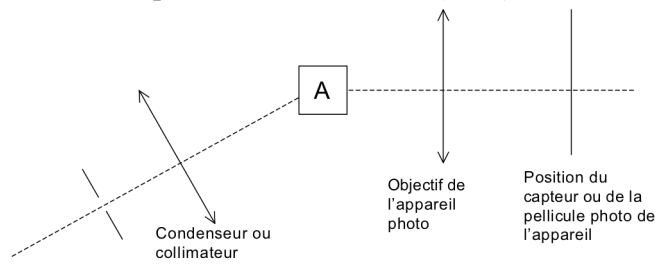 A
Objectif de
l'appareil
photo
Position du
capteur ou de la
pellicule photo de
l'appareil
Condenseur ou
collimateur